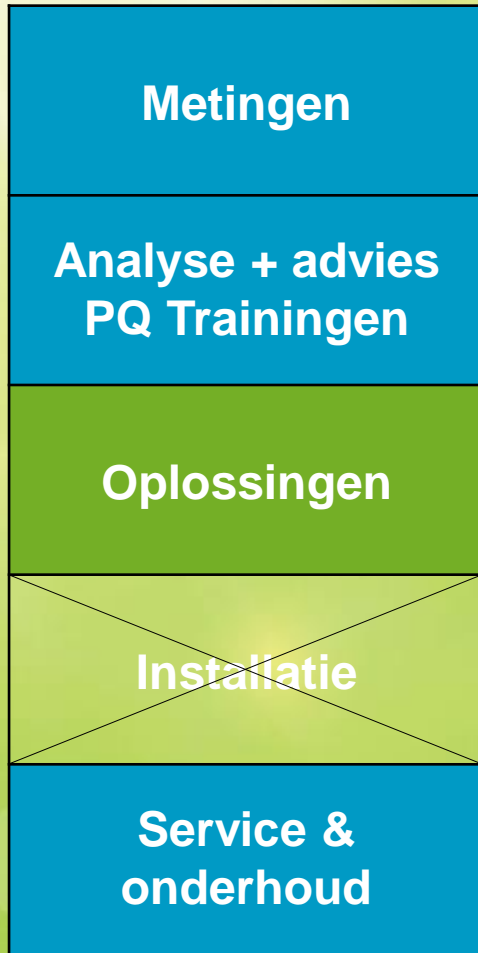 Metingen
Analyse + advies
PQ Trainingen
Oplossingen
Installatie
Service &
onderhoud